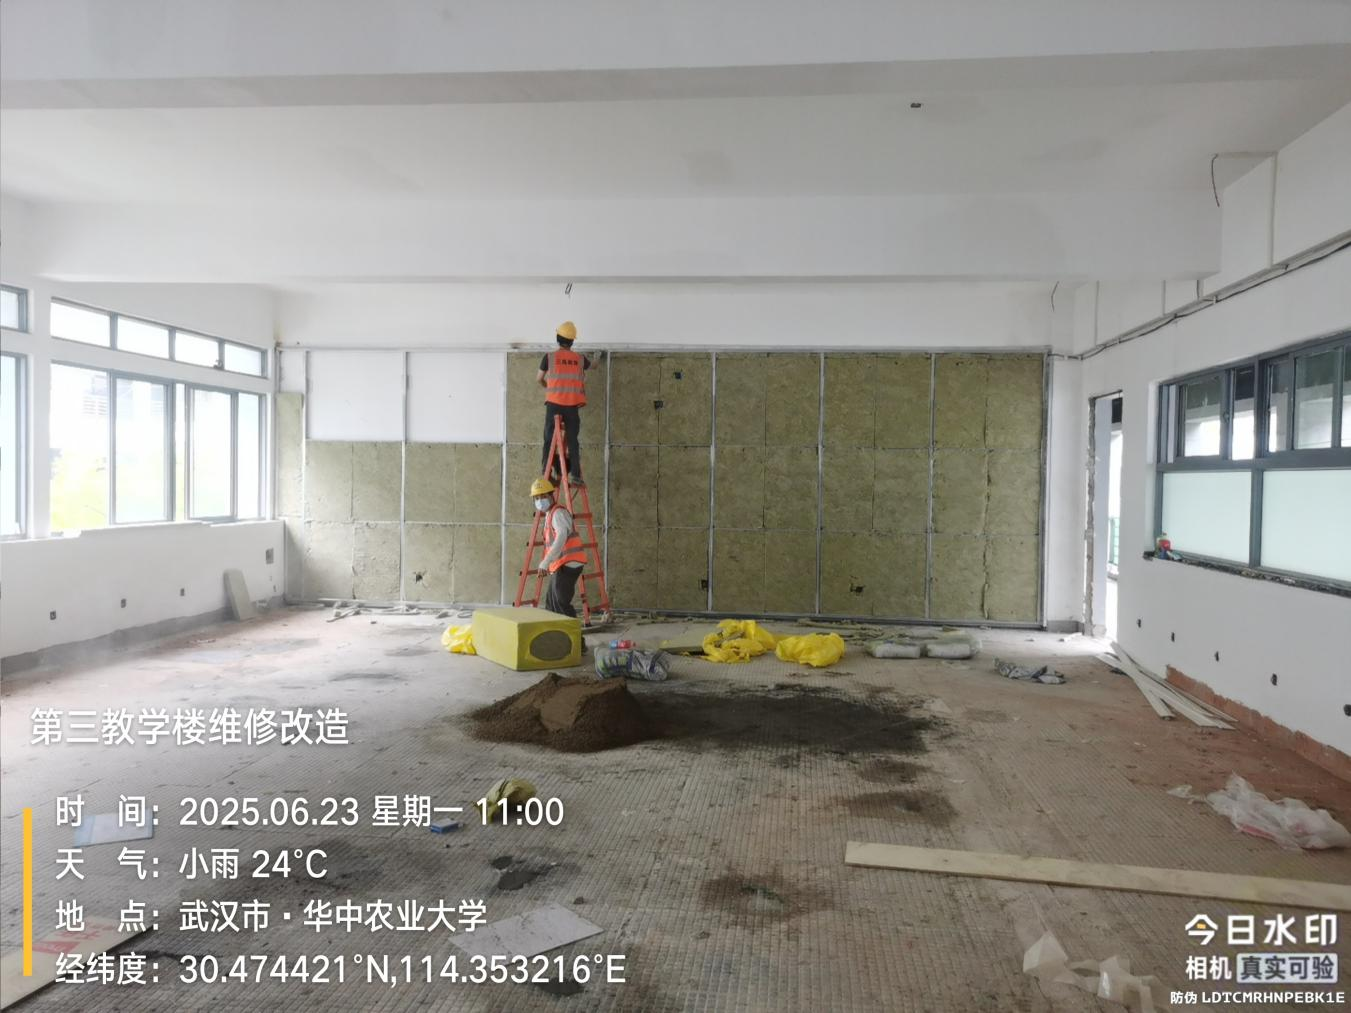 第三教学楼维修改造
时 间：2025.06.23 星期一 11:00
天 气：小雨 24℃
地 点：武汉市·华中农业大学
经纬度：30.474421°N,114.353216°E
今日水印
相机 真实可验
防伪 LDTCMRHNPEBK1E